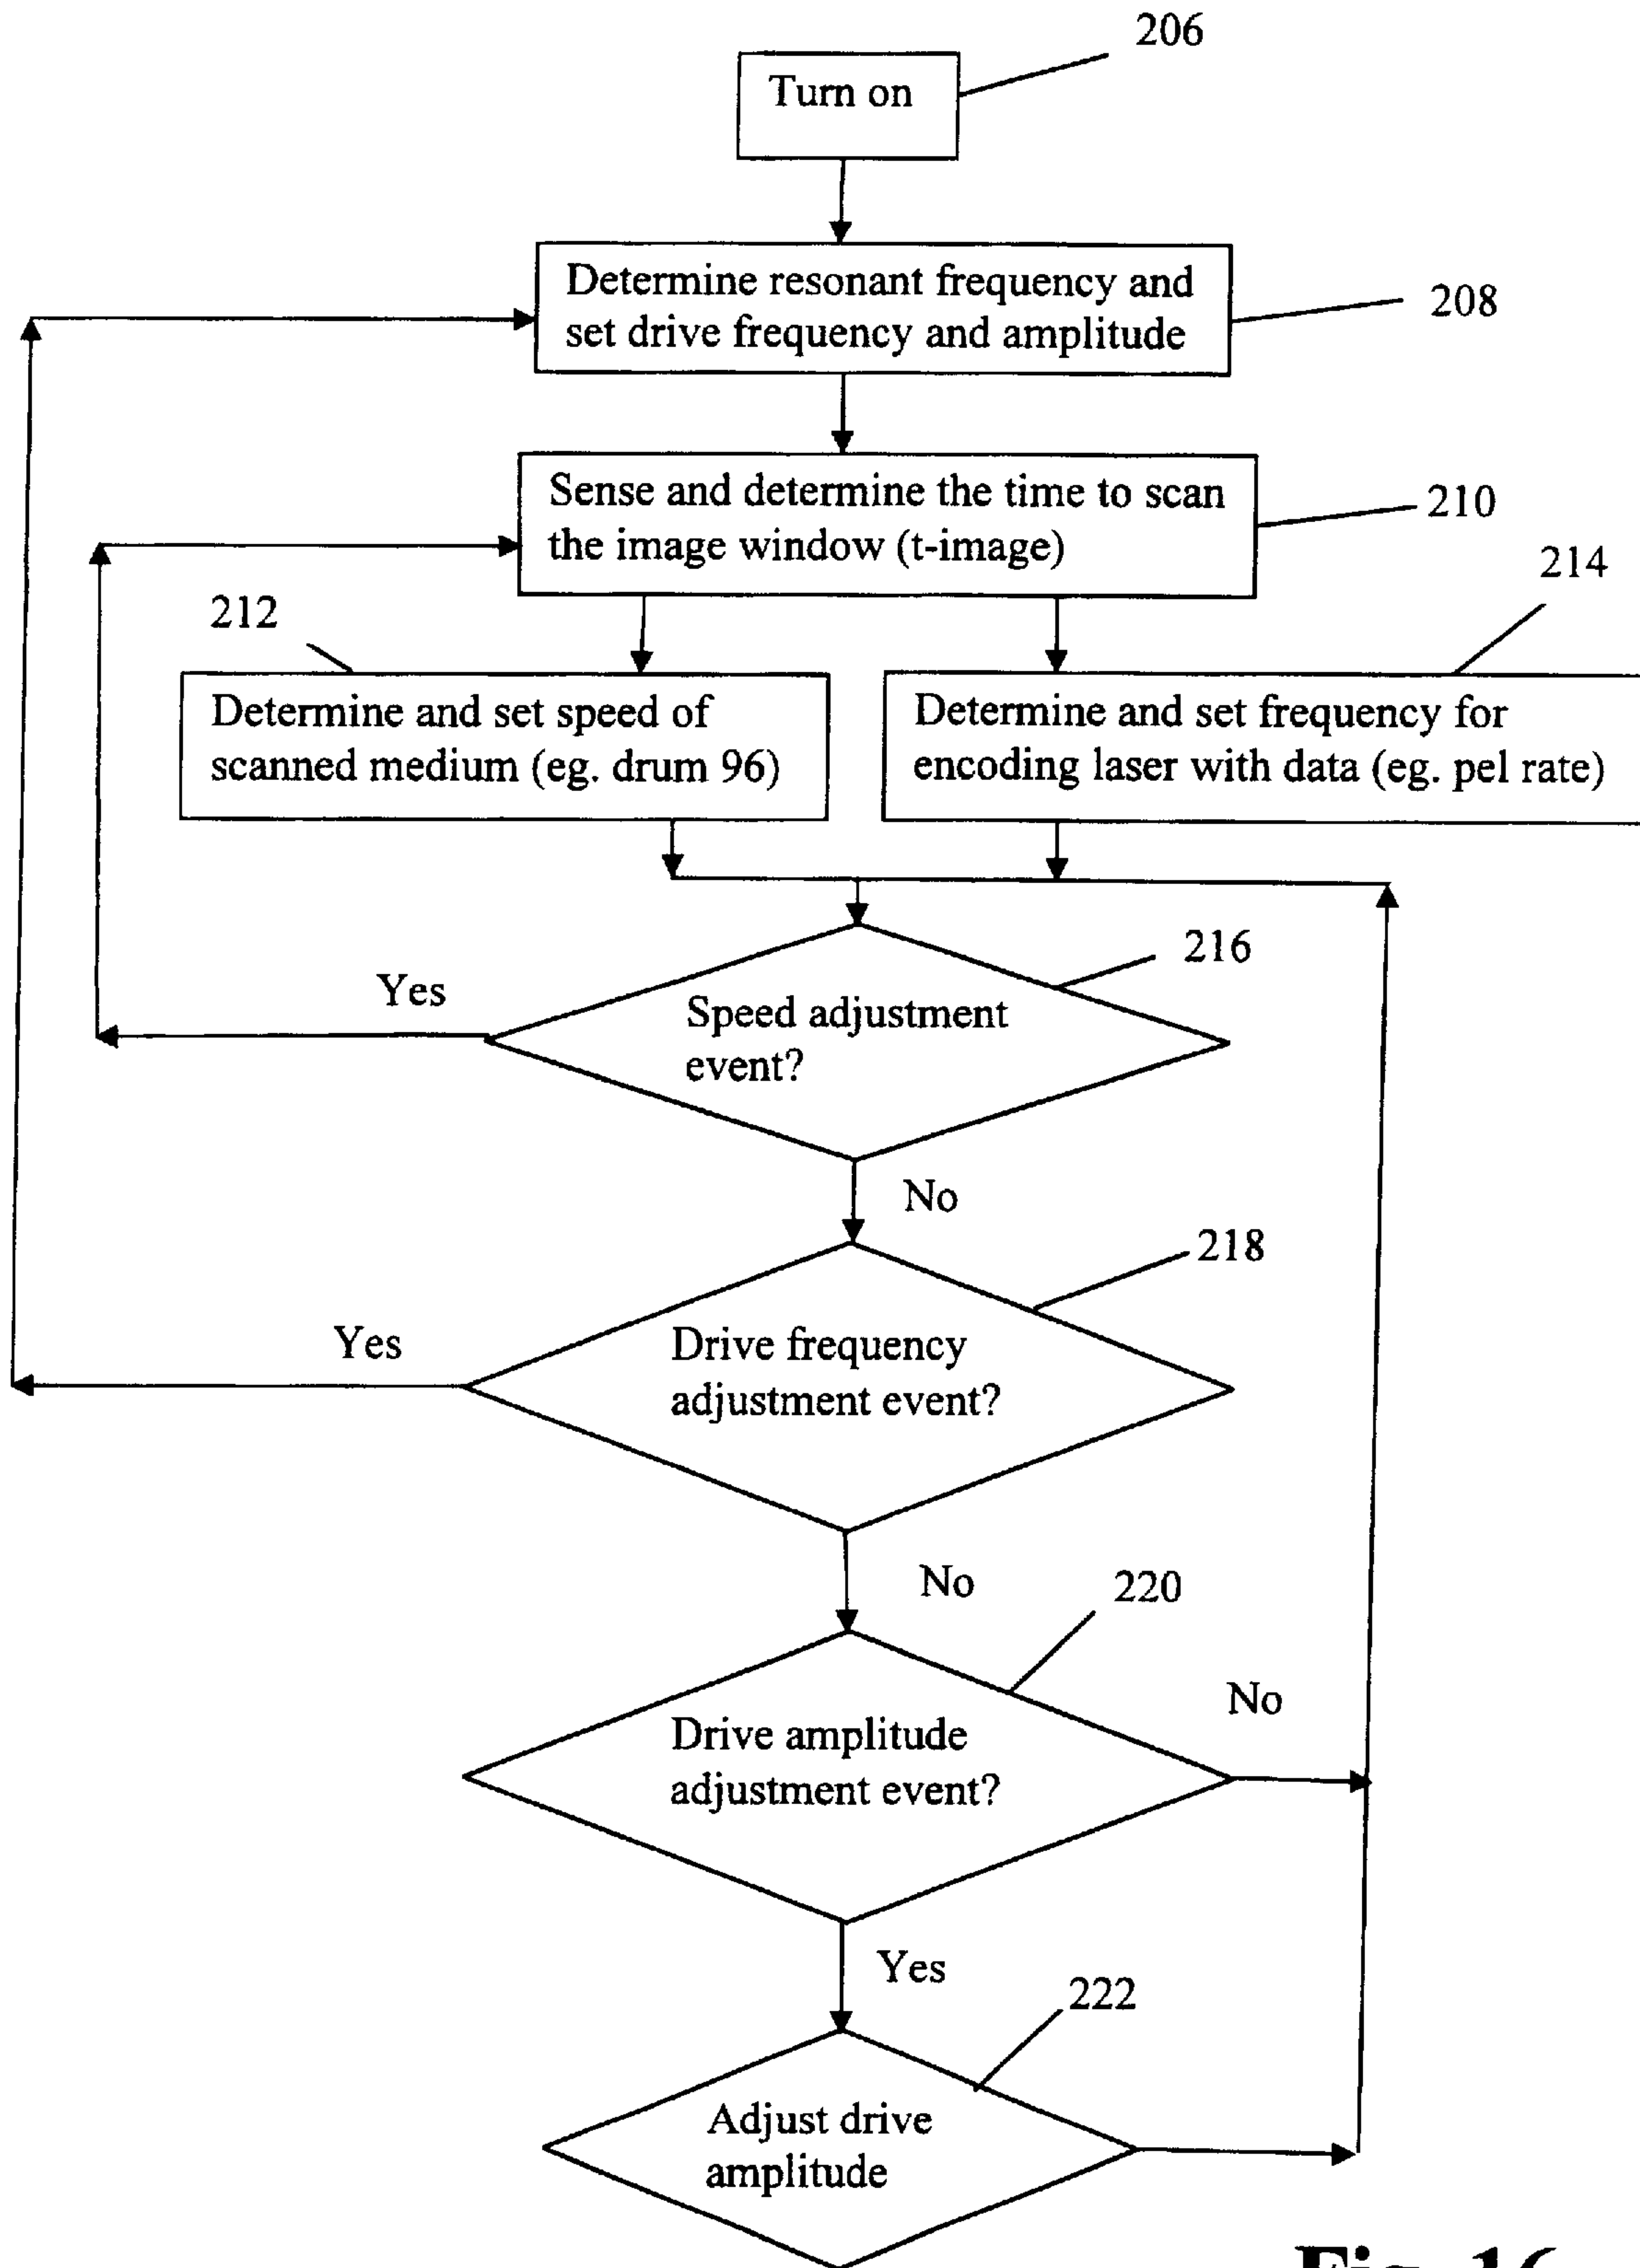 206
Turn on
Determine resonant frequency and
set drive frequency and amplitude
208
Sense and determine the time to scan
the image window (t-image)
210
214
212
Determine and set speed of
scanned medium (eg. drum 96)
Determine and set frequency for
encoding laser with data (eg. pel rate)
216
Yes
Speed adjustment
event?
No
218
Yes
Drive frequency
adjustment event?
No
220
No
Drive amplitude
adjustment event?
Yes
222
Adjust drive
amplitude
Fig. 16